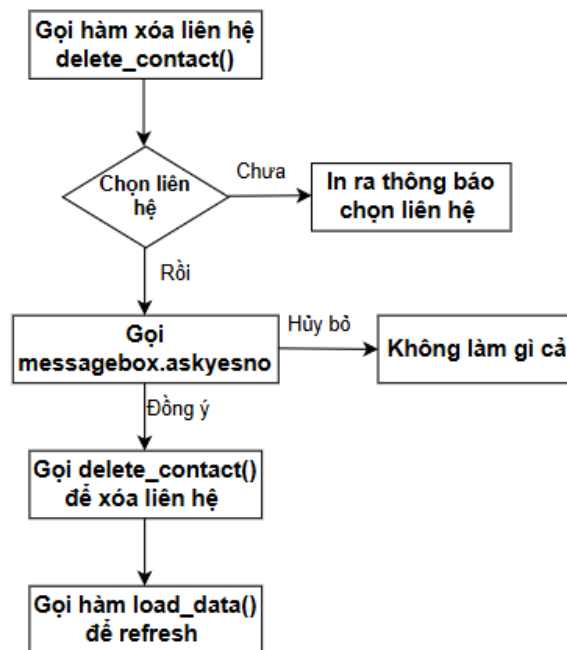 Gọi hàm xóa liên hệ
delete_contact()
Chọn liên
hệ
Chưa
In ra thông báo
chọn liên hệ
Rồi
Gọi
messagebox.askyesno
Hủy bỏ
Không làm gì cả
Đồng ý
Gọi delete_contact()
để xóa liên hệ
Gọi hàm load_data()
để refresh